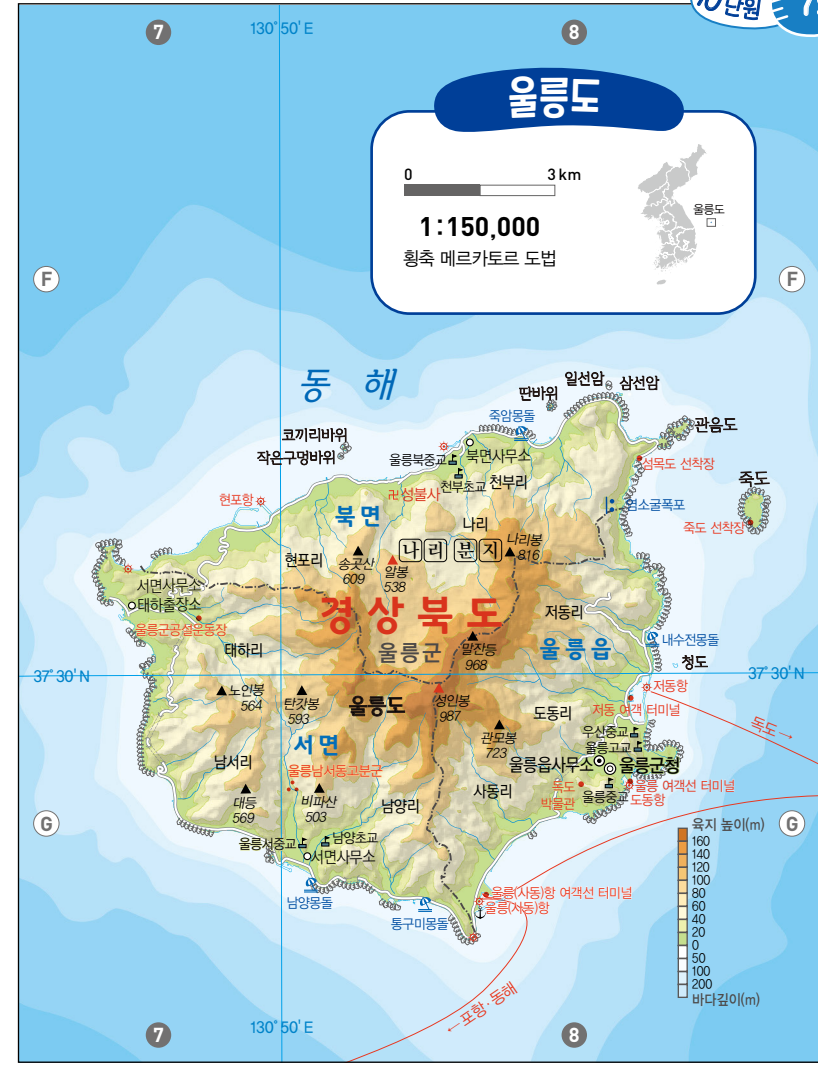 10단원
7
130°50′E
8
울릉도
0
3 km
1:150,000
횡축 메르카토르 도법
울릉도
F
F
동 해
일선암
삼선암
딴바위
죽암몽돌
관음도
코끼리바위
작은구멍바위
울릉북중교
북면사무소
섬목도 선착장
천부초교
천부리
죽도
성불사
현포항
북면
염소굴폭포
죽도 선착장
나리
나리봉
816
나리 분지
현포리
송곳산
609
알봉
538
서면사무소
태하출장소
울릉군공설운동장
경상북도
저동리
태하리
울릉군
말잔등
968
울릉읍
내수전몽돌
청도
37°30′N
37°30′N
노인봉
564
탄갓봉
593
울릉도
성인봉
987
저동항
저동 여객 터미널
도동리
독도→
관모봉
723
우산중교
울릉고교
서면
남서리
울릉남서동고분군
울릉읍사무소
울릉군청
대등
569
비파산
503
남양리
사동리
독도
박물관
울릉중교
울릉 여객선 터미널
도동항
G
G
육지 높이(m)
160
140
120
100
80
60
40
20
0
50
100
200
바다깊이(m)
울릉서중교
남양초교
서면사무소
남양몽돌
통구미몽돌
울릉(사동)항 여객선 터미널
울릉(사동)항
←포항·동해
130°50′E
7
8